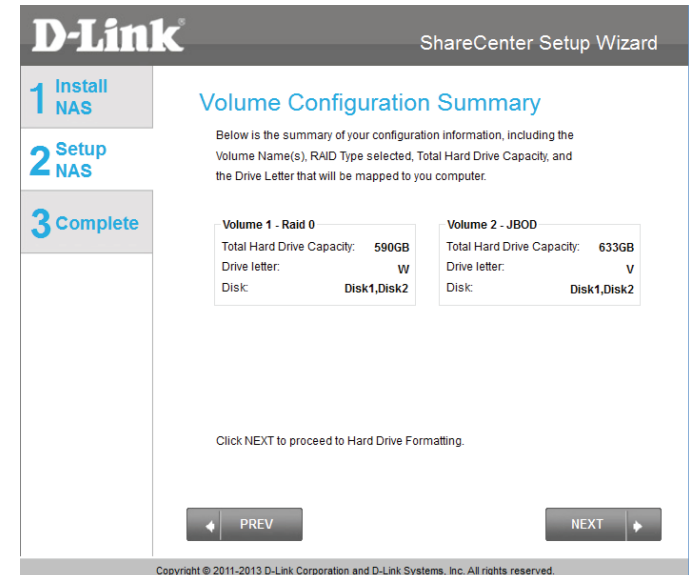 D-Link
ShareCenter Setup Wizard
1 Install
NAS
2 Setup
NAS
3 Complete
Volume Configuration Summary
Below is the summary of your configuration information, including the
Volume Name(s), RAID Type selected, Total Hard Drive Capacity, and
the Drive Letter that will be mapped to you computer.
Volume 1 - Raid 0
Total Hard Drive Capacity: 590GB
Drive letter: W
Disk: Disk1,Disk2
Volume 2 - JBOD
Total Hard Drive Capacity: 633GB
Drive letter: V
Disk: Disk1,Disk2
Click NEXT to proceed to Hard Drive Formatting.
PREV
NEXT
Copyright © 2011-2013 D-Link Corporation and D-Link Systems, Inc. All rights reserved.